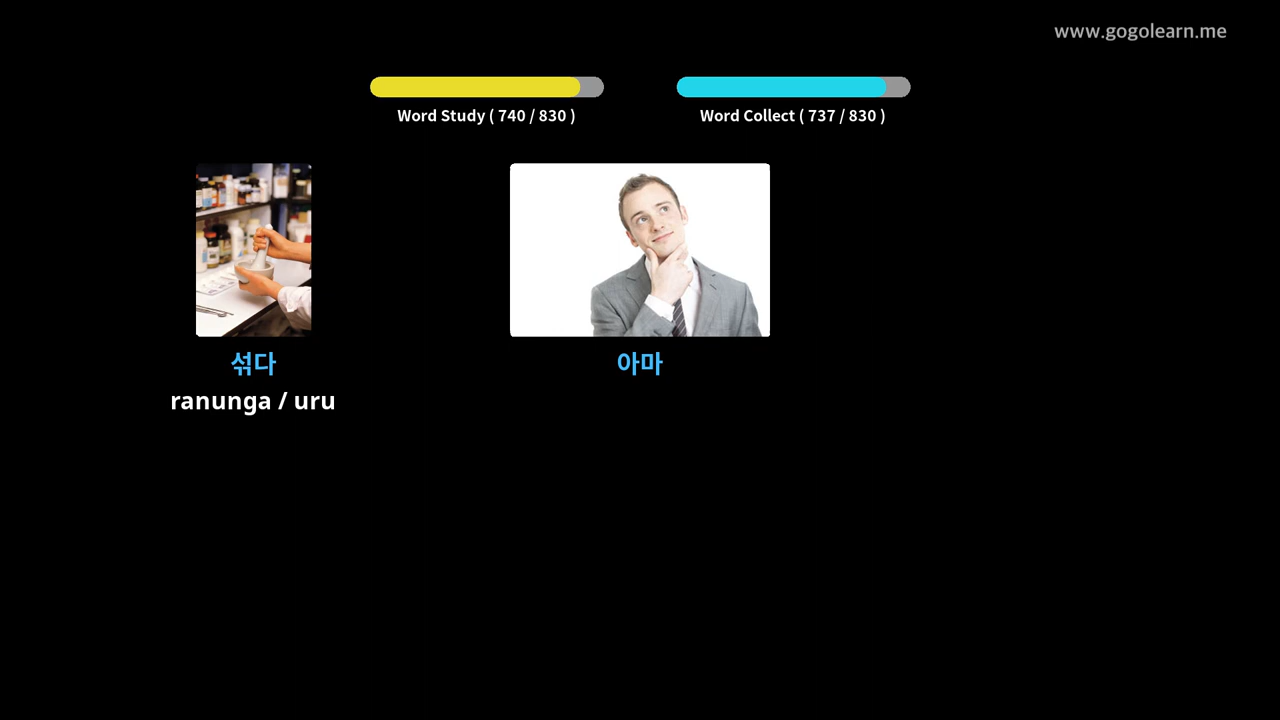 www.gogolearn.me
Word Study ( 740 / 830 )
Word Collect ( 737 / 830 )
섞다
ranunga / uru
아마